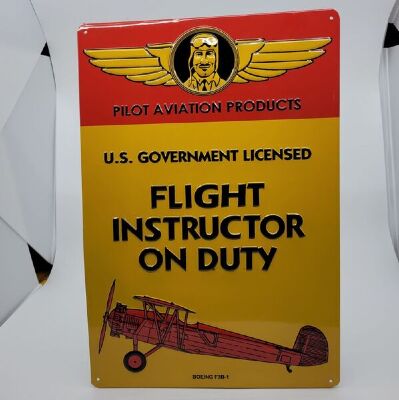 PILOT AVIATION PRODUCTS
U.S. GOVERNMENT LICENSED
FLIGHT
INSTRUCTOR
ON DUTY
BOEING F3B-1